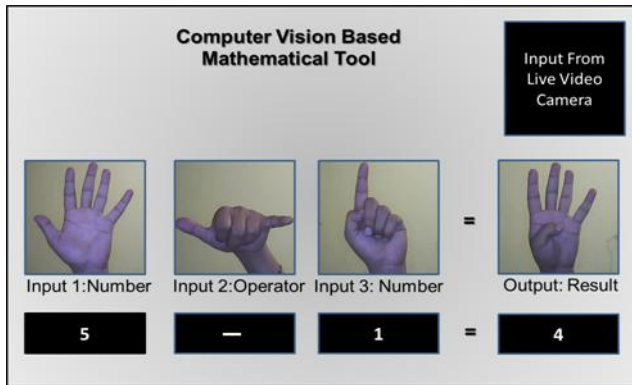 Computer Vision Based
Mathematical Tool
Input From
Live Video
Camera
=
Input 1:Number
Input 2:Operator
Input 3: Number
Output: Result
5
—
1
=
4